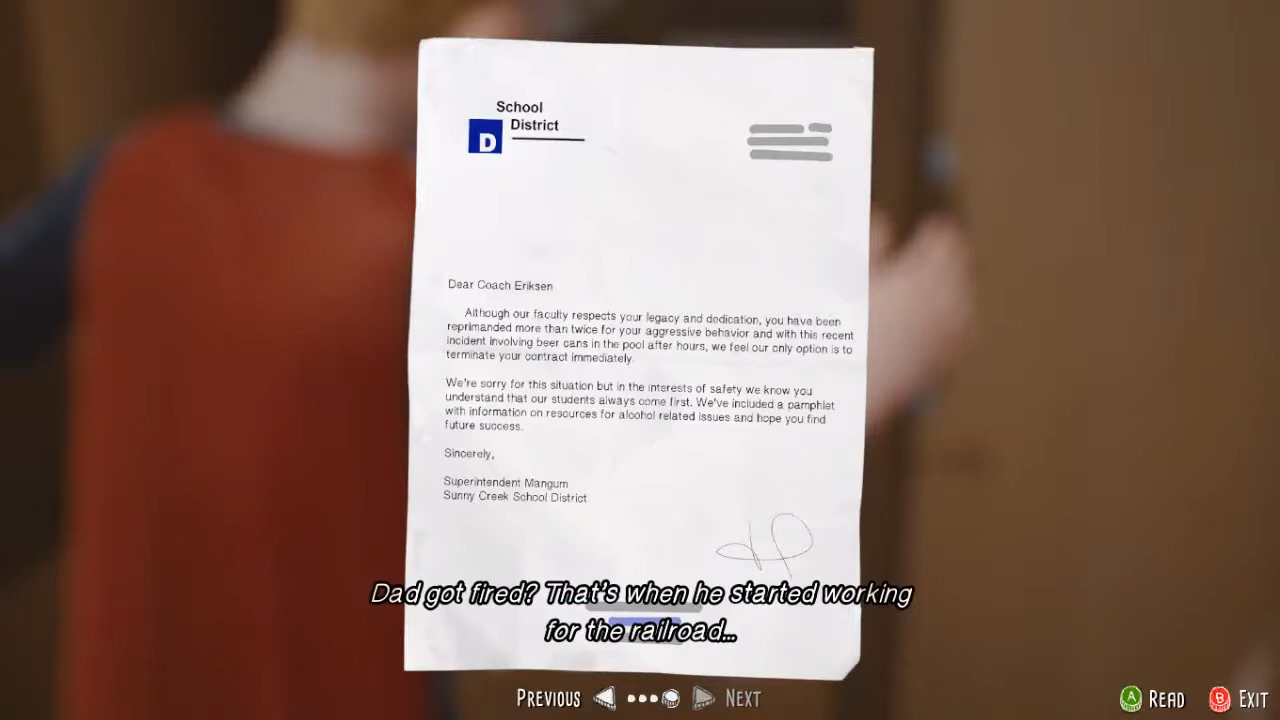 School
District
D
Dear Coach Eriksen
Although our faculty respects your legacy and dedication, you have been
reprimanded more than twice for your aggressive behavior and with this recent
incident involving beer cans in the pool after hours, we feel our only option is to
terminate your contract immediately.
We're sorry for this situation but in the interests of safety we know you
understand that our students always come first. We've included a pamphlet
with information on resources for alcohol related issues and hope you find
future success.
Sincerely,
Superintendent Mangum
Sunny Creek School District
Dad got fired? That's when he started working
for the railroad...
Previous Next A Read B Exit